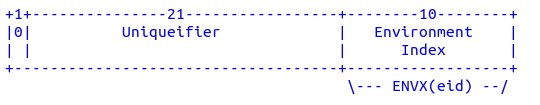 +1+---------------21-----------------+--------10--------+
|0|          Uniqueifier             |   Environment    |
| |                                  |      Index       |
+------------------------------------+------------------+
                                      \--- ENVX(eid) --/